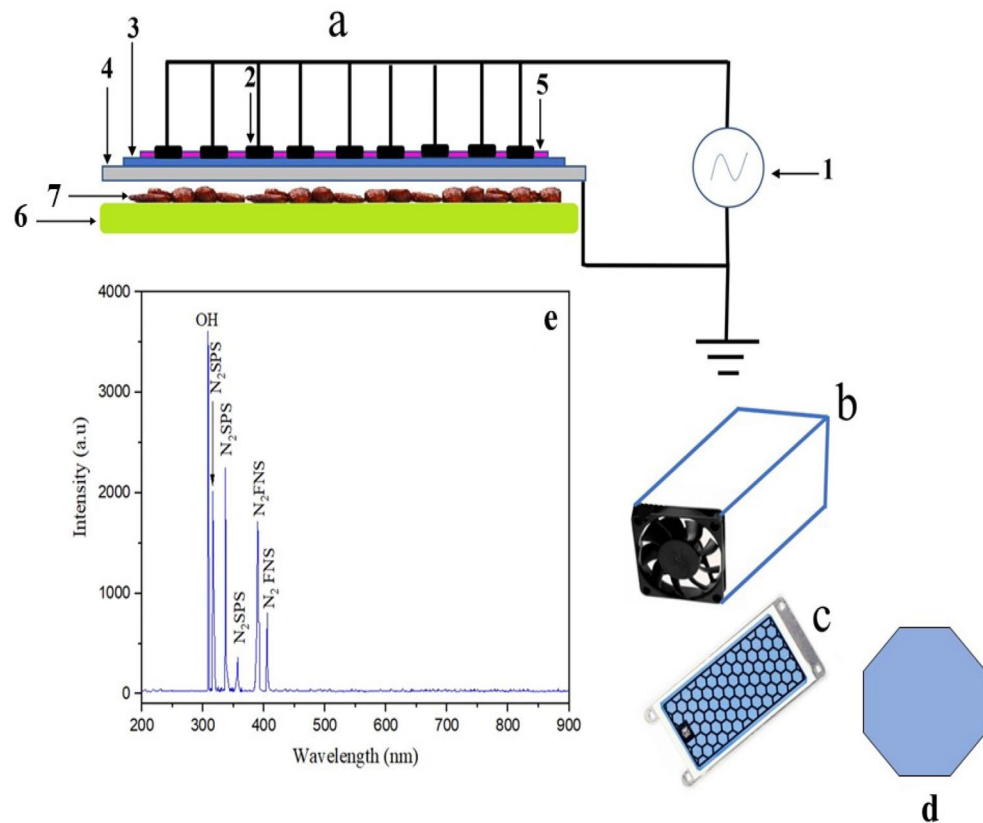 a
3
4
2
5
1
7
6
4000
e
OH
N₂SPS
N₂SPS
N₂FNS
N₂ FNS
N₂SPS
3000
2000
1000
0
Intensity (a.u)
200 300 400 500 600 700 800 900
Wavelength (nm)
b
c
d